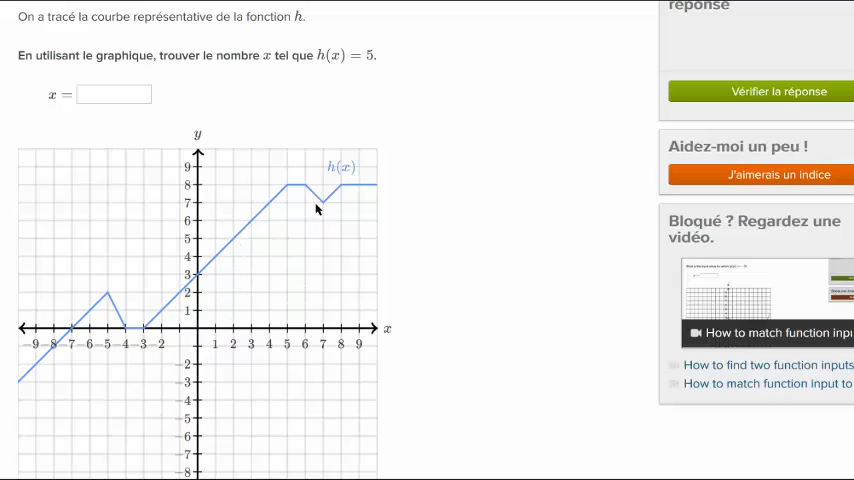 On a tracé la courbe représentative de la fonction h.
réponse
En utilisant le graphique, trouver le nombre x tel que h(x) = 5.
x =
Vérifier la réponse
Aidez-moi un peu !
J'aimerais un indice
Bloqué ? Regardez une
vidéo.
How to match function inpu
How to find two function inputs
How to match function input to
y
h(x)
9
8
7
6
5
4
3
2
1
x
-9 -8 -7 -6 -5 -4 -3 -2 1 2 3 4 5 6 7 8 9
-2
-3
-4
-5
-6
-7
-8